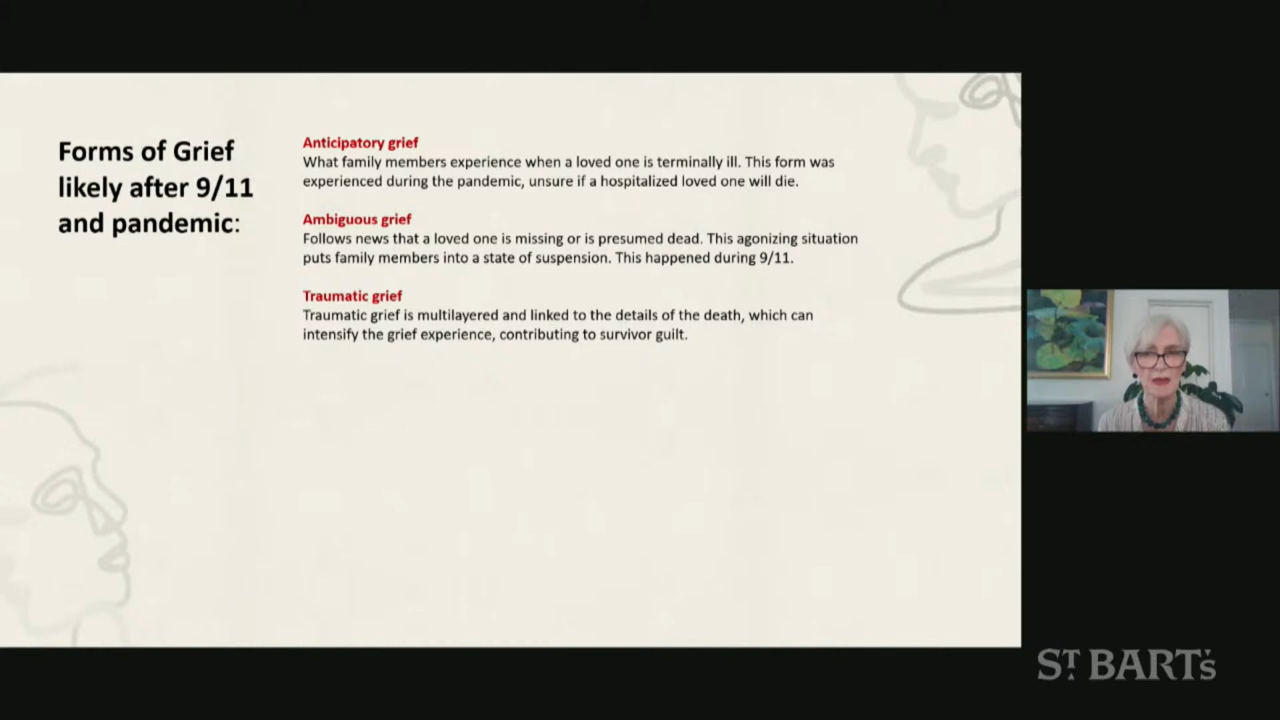 Forms of Grief
likely after 9/11
and pandemic:
Anticipatory grief
What family members experience when a loved one is terminally ill. This form was
experienced during the pandemic, unsure if a hospitalized loved one will die.
Ambiguous grief
Follows news that a loved one is missing or is presumed dead. This agonizing situation
puts family members into a state of suspension. This happened during 9/11.
Traumatic grief
Traumatic grief is multilayered and linked to the details of the death, which can
intensify the grief experience, contributing to survivor guilt.
ST BART'S